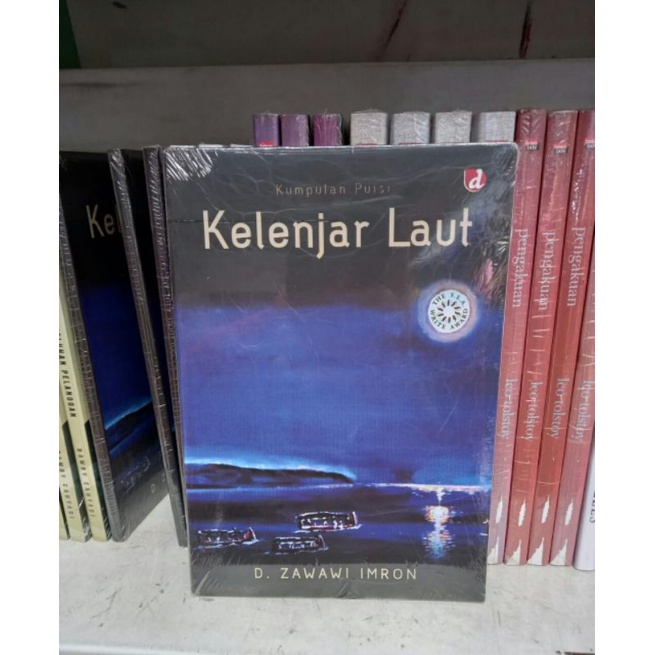 Kumpulan Puisi
d
Kelenjar Laut
THE S.E.A.
WRITE AWARD
D. ZAWAWI IMRON
Ke
PELANDUK
pengakuan
leo tolstoy
pengakuan
leo tolstoy
pengakuan
leo tolstoy